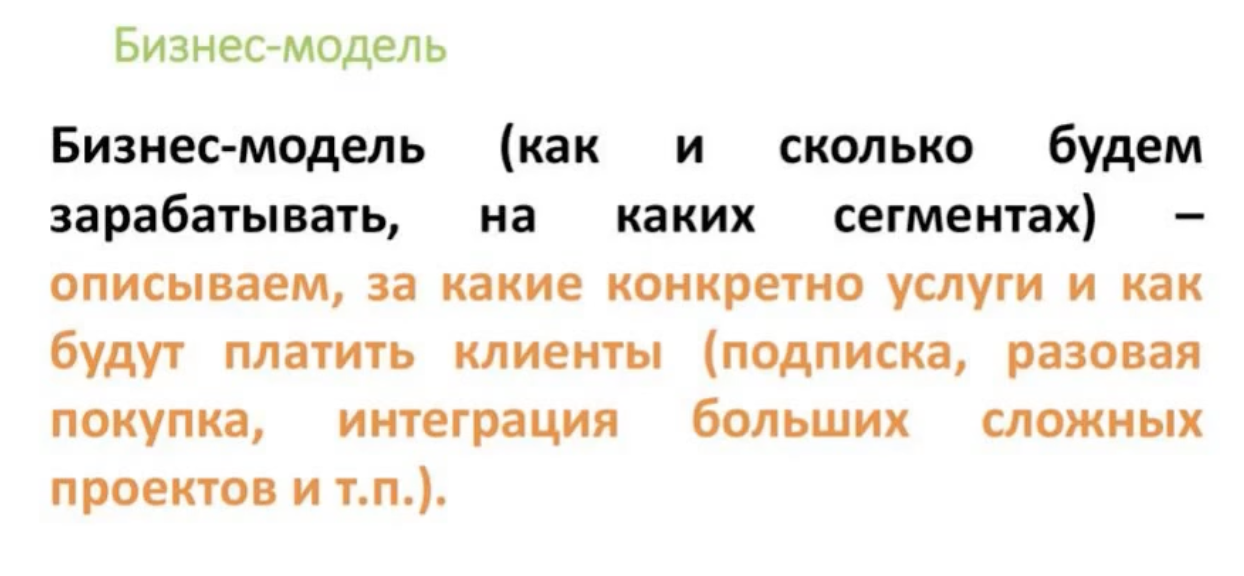 Бизнес-модель
Бизнес-модель (как и сколько будем
зарабатывать, на каких сегментах) –
описываем, за какие конкретно услуги и как
будут платить клиенты (подписка, разовая
покупка, интеграция больших сложных
проектов и т.п.).